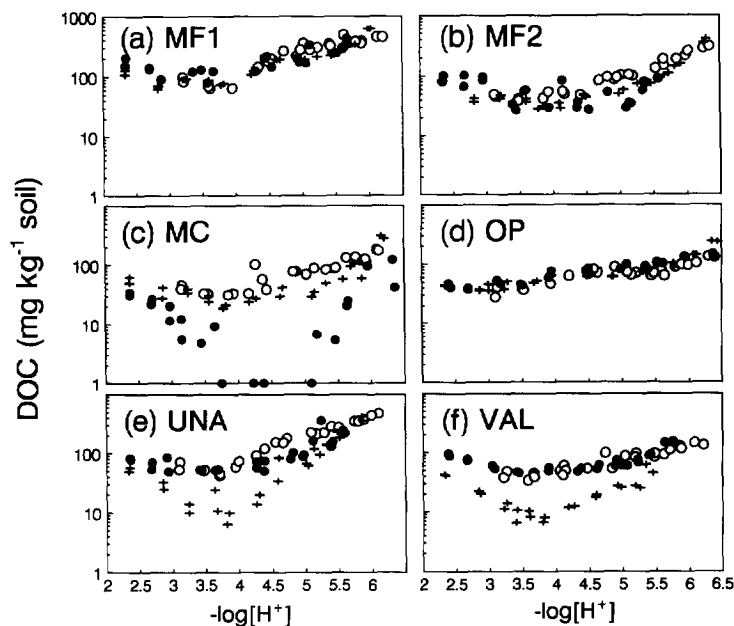 (a) MF1
(b) MF2
1000
100
10
1
(c) MC
(d) OP
100
10
1
(e) UNA
(f) VAL
100
10
1
DOC (mg kg⁻¹ soil)
2 2.5 3 3.5 4 4.5 5 5.5 6
2 2.5 3 3.5 4 4.5 5 5.5 6 6.5
-log[H⁺]
-log[H⁺]